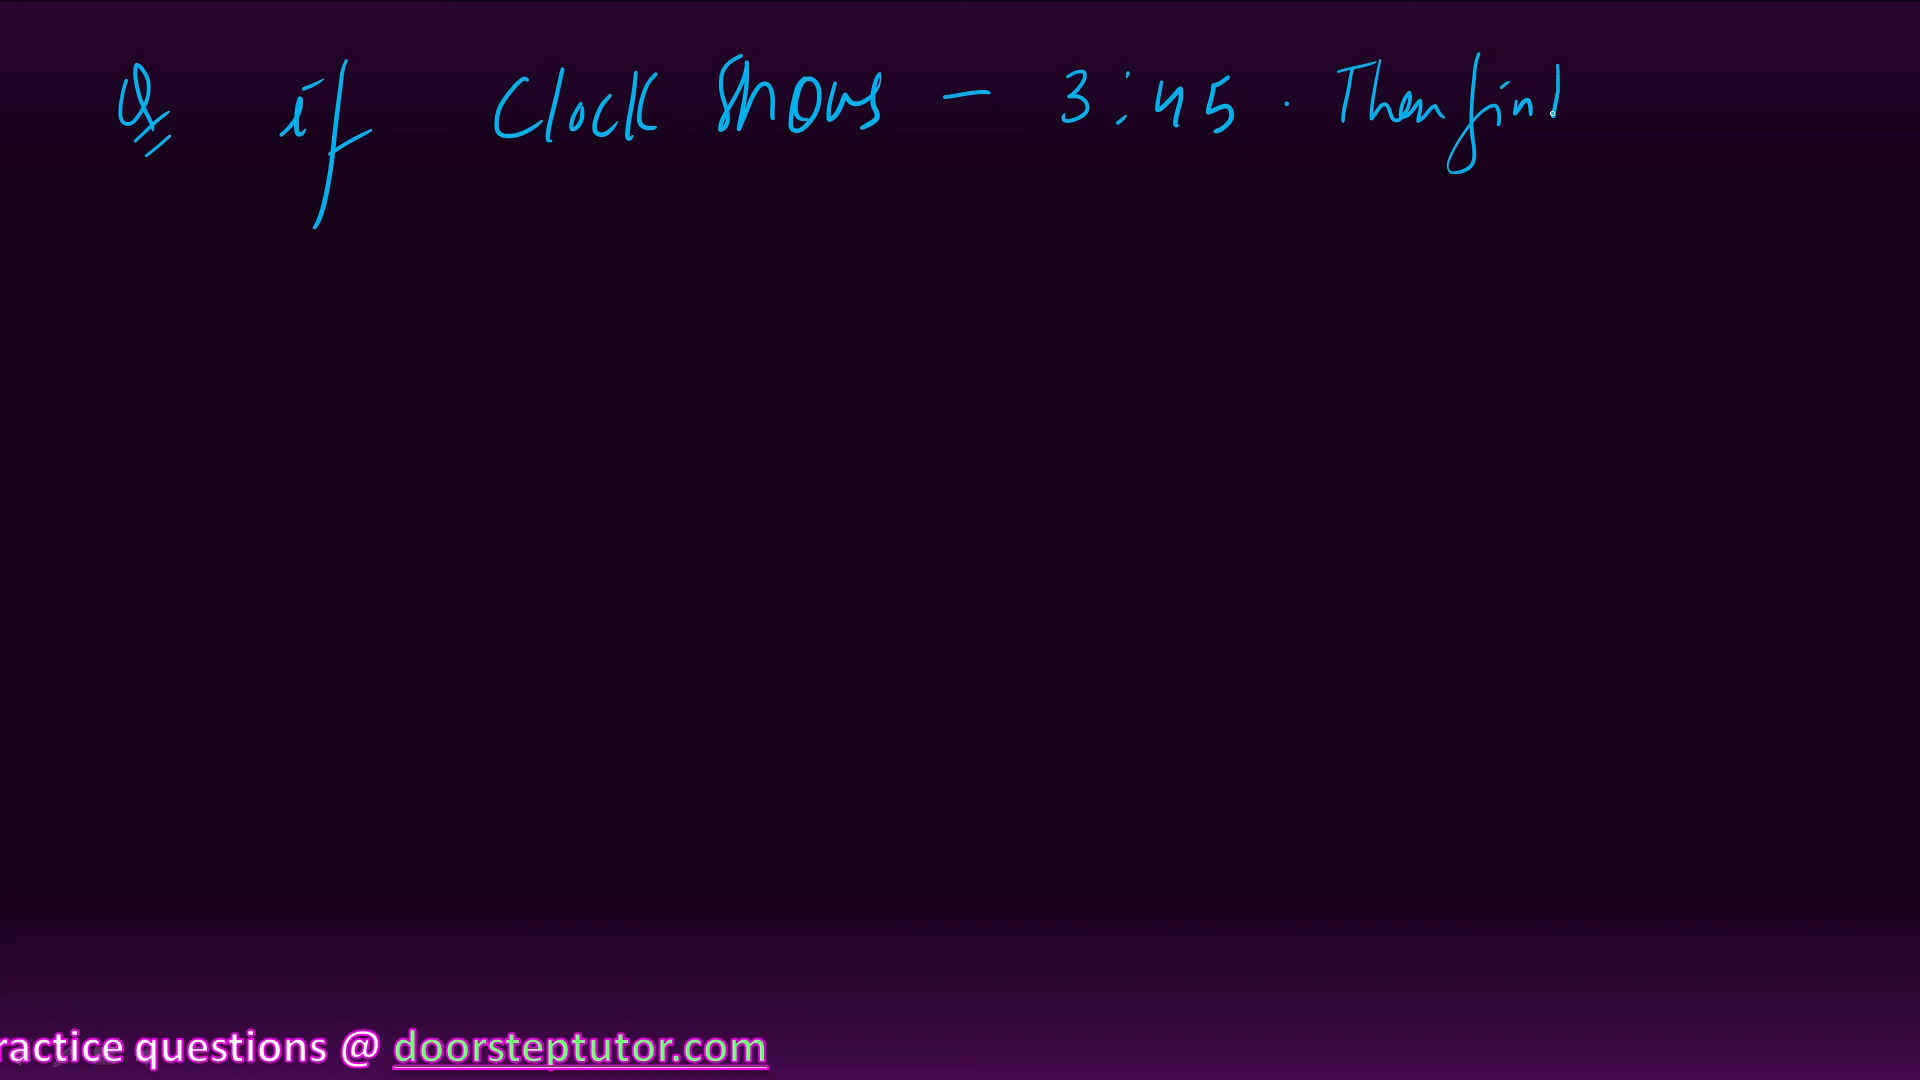 Q if Clock Shows - 3:45. Then find
ractice questions @ doorsteptutor.com